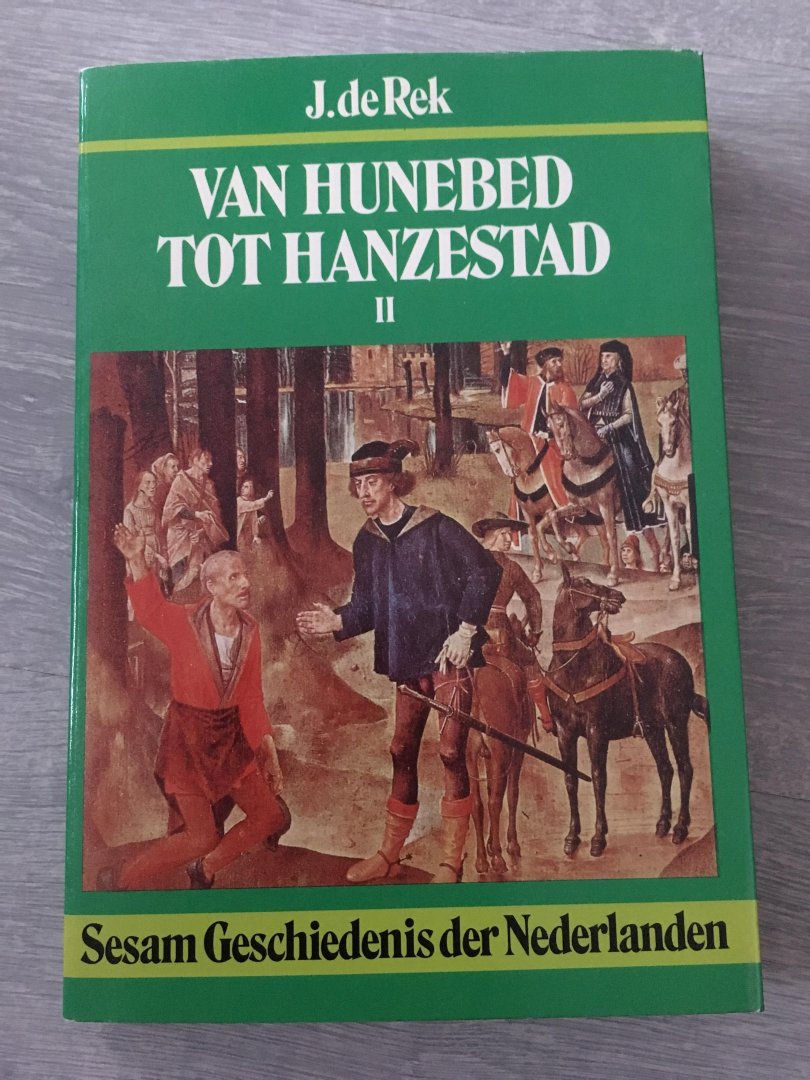 J. de Rek
VAN HUNEBED
TOT HANZESTAD
II
Sesam Geschiedenis der Nederlanden